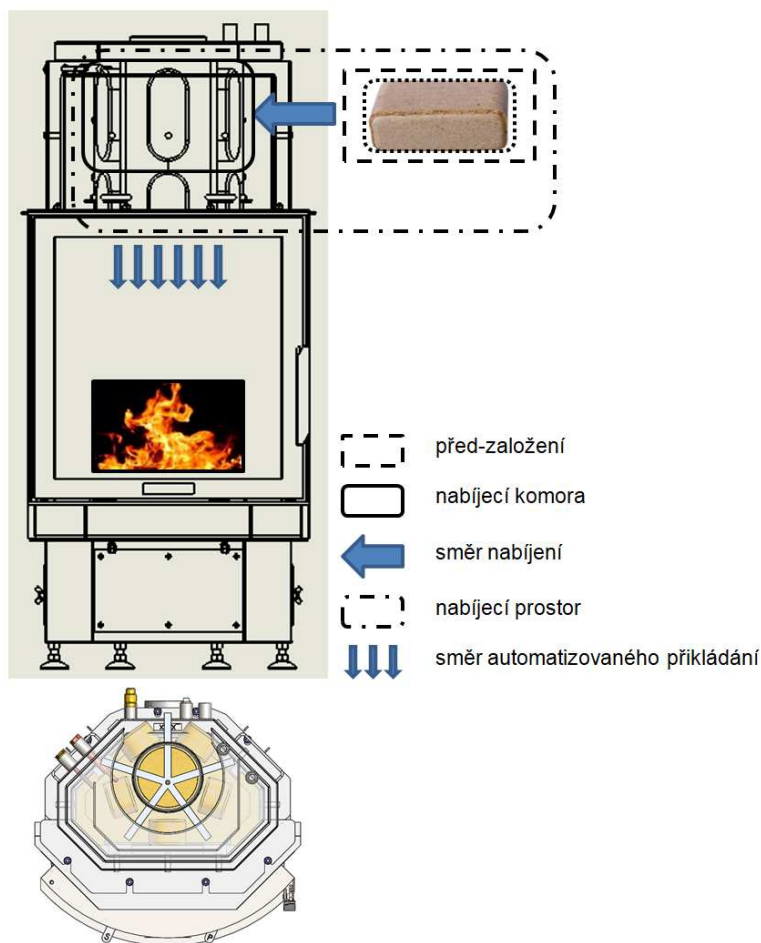 před-založení
nabíjecí komora
směr nabíjení
nabíjecí prostor
směr automatizovaného přikládání
S
P